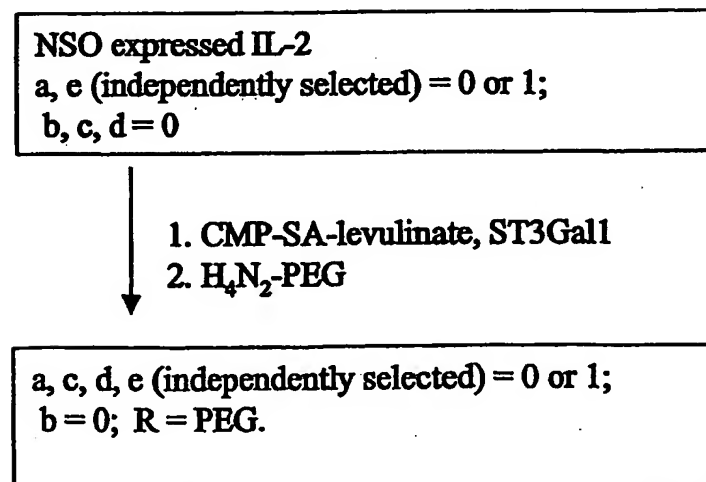 NSO expressed IL-2
a, e (independently selected) = 0 or 1;
b, c, d = 0
1. CMP-SA-levulinate, ST3Gal1
2. H₄N₂-PEG
a, c, d, e (independently selected) = 0 or 1;
b = 0; R = PEG.